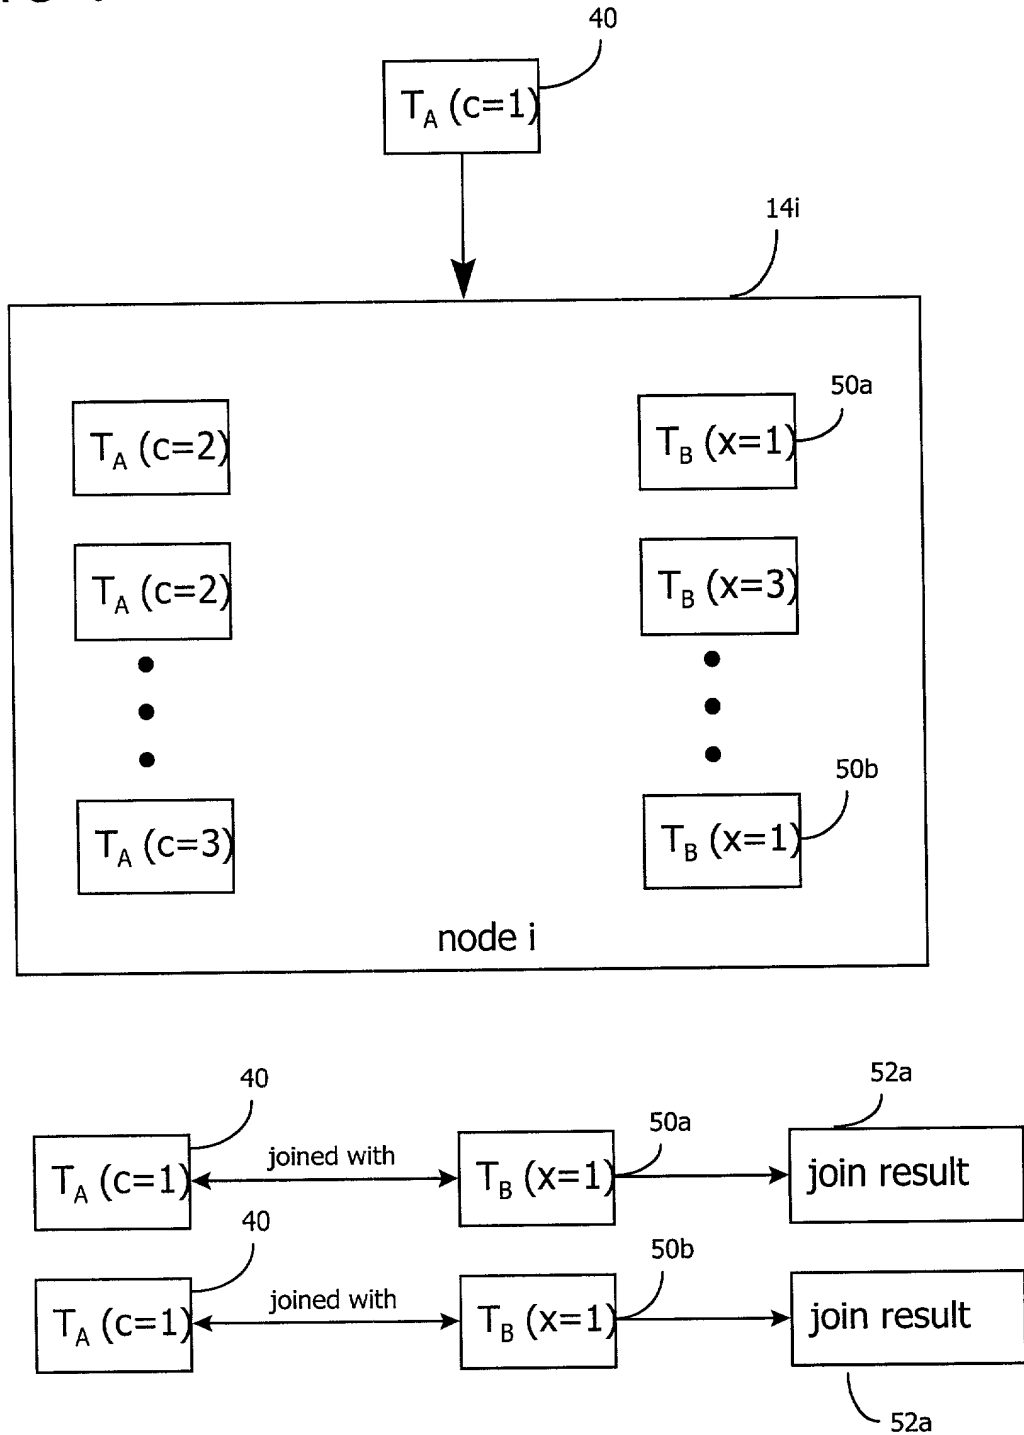 40
T_A (c=1)
14i
50a
T_A (c=2)
T_B (x=1)
T_A (c=2)
T_B (x=3)
50b
T_A (c=3)
T_B (x=1)
node i
40
50a
52a
T_A (c=1)
joined with
T_B (x=1)
join result
40
50b
T_A (c=1)
joined with
T_B (x=1)
join result
52a